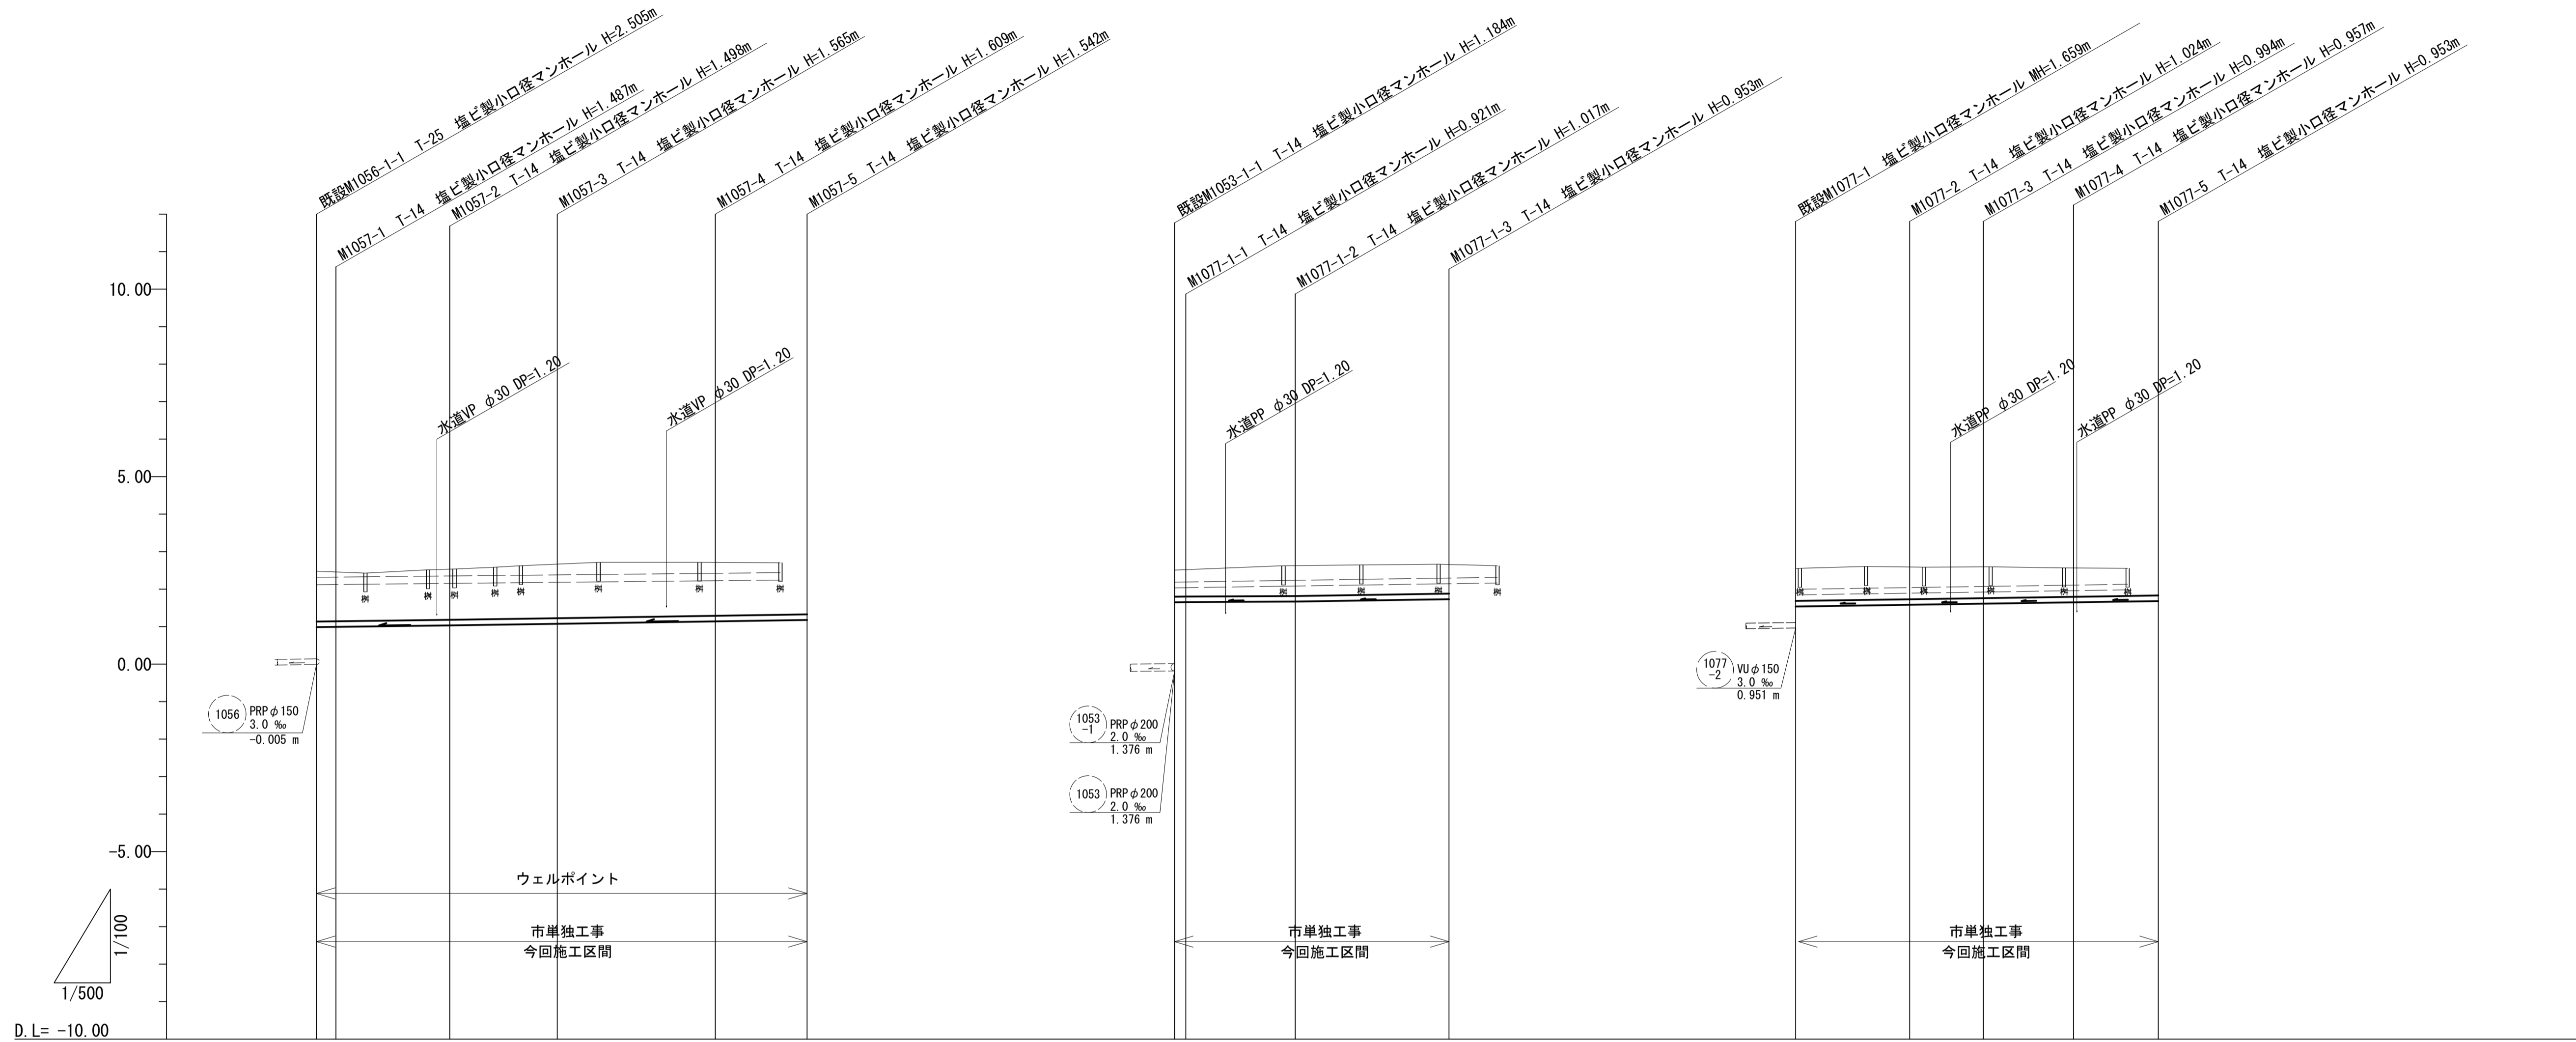 既設M1056-1-1 T-25 塩ビ製小口径マンホール H=2.505m
M1057-1 T-14 塩ビ製小口径マンホール H=1.487m
M1057-2 T-14 塩ビ製小口径マンホール H=1.498m
M1057-3 T-14 塩ビ製小口径マンホール H=1.565m
M1057-4 T-14 塩ビ製小口径マンホール H=1.609m
M1057-5 T-14 塩ビ製小口径マンホール H=1.542m
既設M1053-1-1 T-14 塩ビ製小口径マンホール H=1.184m
M1077-1-1 T-14 塩ビ製小口径マンホール H=0.921m
M1077-1-2 T-14 塩ビ製小口径マンホール H=1.017m
M1077-1-3 T-14 塩ビ製小口径マンホール H=0.953m
既設M1077-1 塩ビ製小口径マンホール MH=1.659m
M1077-2 T-14 塩ビ製小口径マンホール H=1.024m
M1077-3 T-14 塩ビ製小口径マンホール H=0.994m
M1077-4 T-14 塩ビ製小口径マンホール H=0.957m
M1077-5 T-14 塩ビ製小口径マンホール H=0.953m
10.00
5.00
0.00
-5.00
水道VP φ30 DP=1.20
水道VP φ30 DP=1.20
水道PP φ30 DP=1.20
水道PP φ30 DP=1.20
水道PP φ30 DP=1.20
1056
PRPφ150
3.0 ‰
-0.005 m
1053
-1
PRPφ200
2.0 ‰
1.376 m
1053
PRPφ200
2.0 ‰
1.376 m
1077
-2
VUφ150
3.0 ‰
0.951 m
ウェルポイント
市単独工事
今回施工区間
市単独工事
今回施工区間
市単独工事
今回施工区間
1/100
1/500
D.L= -10.00